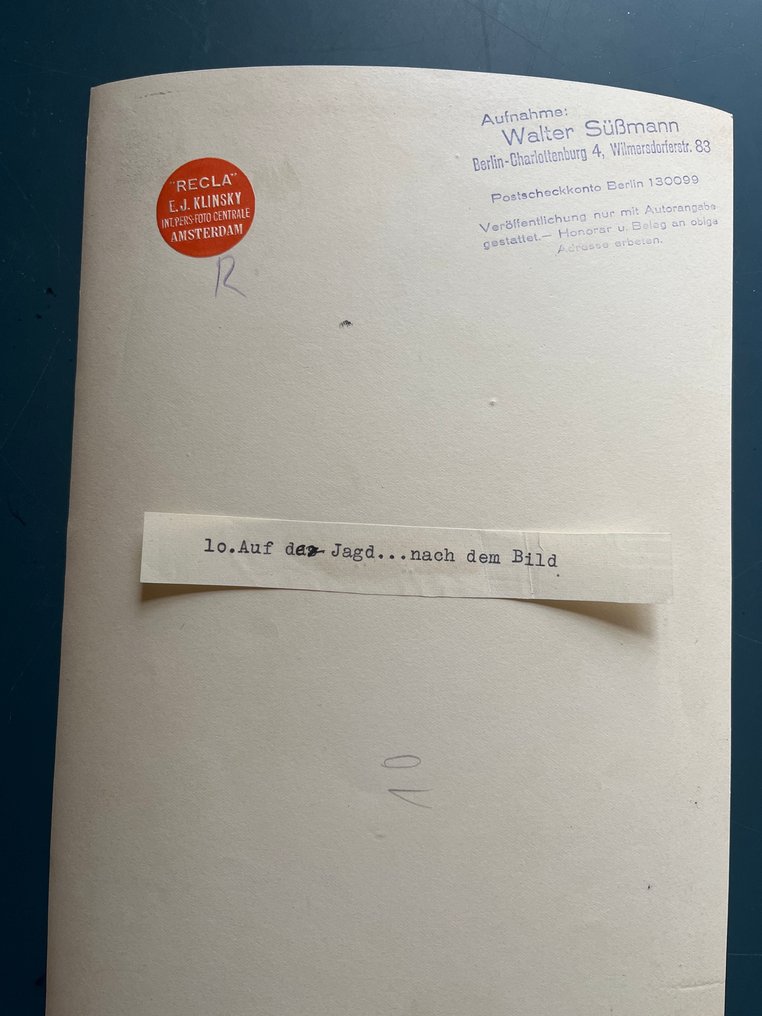 Aufnahme:
Walter Süßmann
Berlin-Charlottenburg 4, Wilmersdorferstr. 83
Postscheckkonto Berlin 130099
Veröffentlichung nur mit Autorangabe
gestattet.— Honorar u. Beleg an obige
Adresse erbeten.
"RECLA"
E.J. KLINSKY
INT. PERS-FOTO CENTRALE
AMSTERDAM
R
lo.Auf der Jagd...nach dem Bild
10